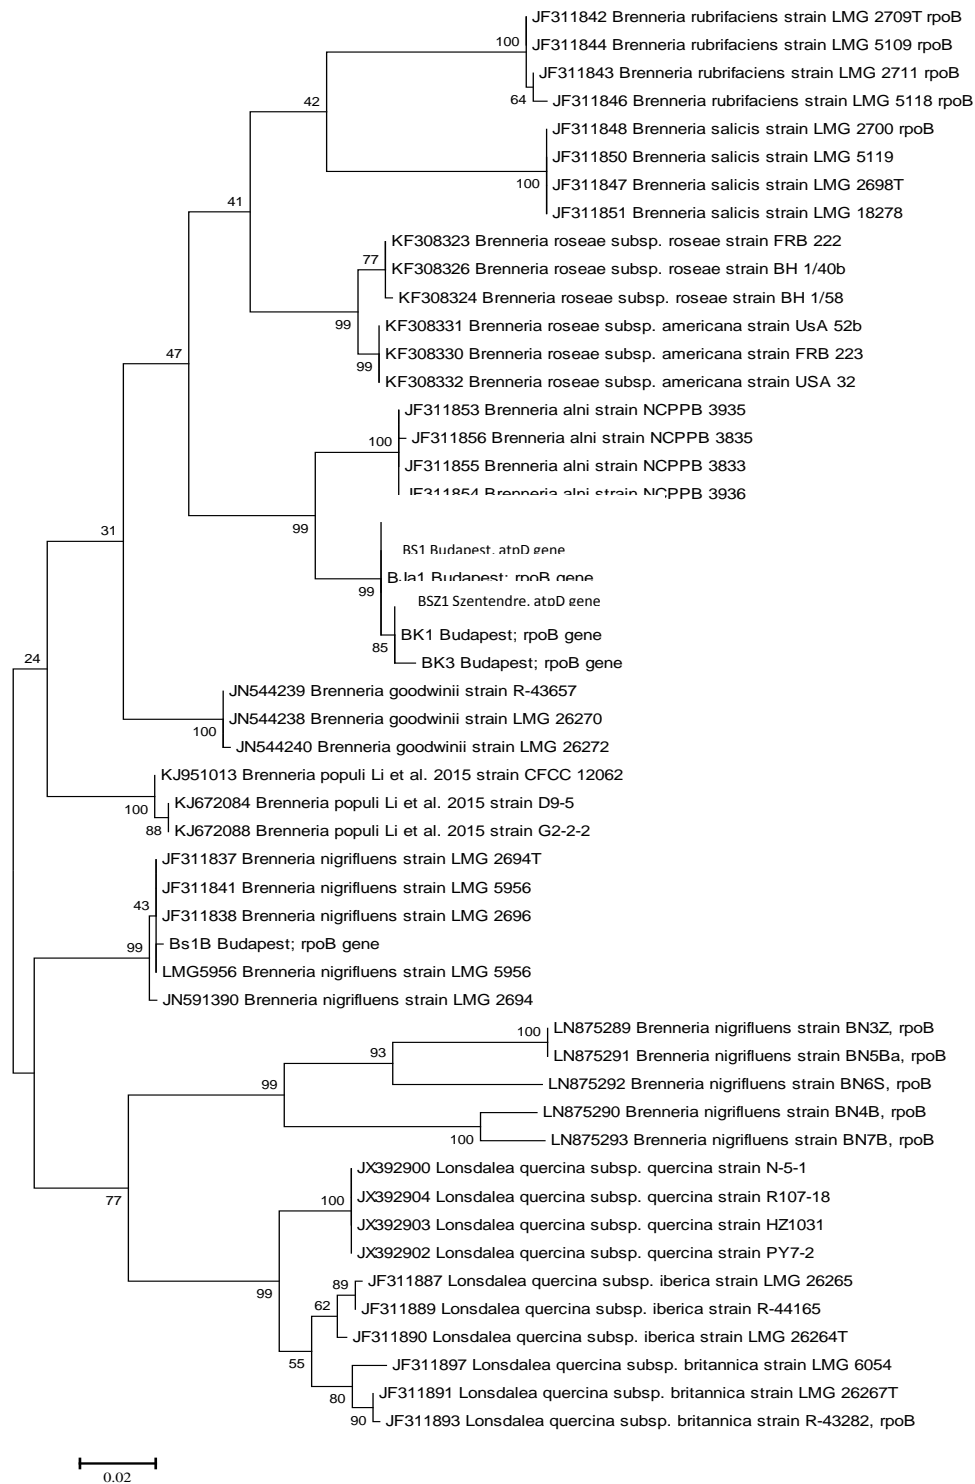 JF311842 Brenneria rubrifaciens strain LMG 2709T rpoB
100
JF311844 Brenneria rubrifaciens strain LMG 5109 rpoB
JF311843 Brenneria rubrifaciens strain LMG 2711 rpoB
64
JF311846 Brenneria rubrifaciens strain LMG 5118 rpoB
42
JF311848 Brenneria salicis strain LMG 2700 rpoB
JF311850 Brenneria salicis strain LMG 5119
100
JF311847 Brenneria salicis strain LMG 2698T
JF311851 Brenneria salicis strain LMG 18278
41
KF308323 Brenneria roseae subsp. roseae strain FRB 222
77
KF308326 Brenneria roseae subsp. roseae strain BH 1/40b
KF308324 Brenneria roseae subsp. roseae strain BH 1/58
99
KF308331 Brenneria roseae subsp. americana strain UsA 52b
KF308330 Brenneria roseae subsp. americana strain FRB 223
99
KF308332 Brenneria roseae subsp. americana strain USA 32
47
JF311853 Brenneria alni strain NCPPB 3935
100
JF311856 Brenneria alni strain NCPPB 3835
JF311855 Brenneria alni strain NCPPB 3833
JF311854 Brenneria alni strain NCPPB 3936
99
31
BS1 Budapest. atpD gene
BJa1 Budapest; rpoB gene
99
BSZ1 Szentendre. atpD gene
BK1 Budapest; rpoB gene
85
BK3 Budapest; rpoB gene
24
JN544239 Brenneria goodwinii strain R-43657
JN544238 Brenneria goodwinii strain LMG 26270
100
JN544240 Brenneria goodwinii strain LMG 26272
KJ951013 Brenneria populi Li et al. 2015 strain CFCC 12062
100
KJ672084 Brenneria populi Li et al. 2015 strain D9-5
88
KJ672088 Brenneria populi Li et al. 2015 strain G2-2-2
JF311837 Brenneria nigrifluens strain LMG 2694T
JF311841 Brenneria nigrifluens strain LMG 5956
43
JF311838 Brenneria nigrifluens strain LMG 2696
99
Bs1B Budapest; rpoB gene
LMG5956 Brenneria nigrifluens strain LMG 5956
JN591390 Brenneria nigrifluens strain LMG 2694
100
LN875289 Brenneria nigrifluens strain BN3Z, rpoB
93
LN875291 Brenneria nigrifluens strain BN5Ba, rpoB
99
LN875292 Brenneria nigrifluens strain BN6S, rpoB
LN875290 Brenneria nigrifluens strain BN4B, rpoB
100
LN875293 Brenneria nigrifluens strain BN7B, rpoB
77
JX392900 Lonsdalea quercina subsp. quercina strain N-5-1
100
JX392904 Lonsdalea quercina subsp. quercina strain R107-18
JX392903 Lonsdalea quercina subsp. quercina strain HZ1031
JX392902 Lonsdalea quercina subsp. quercina strain PY7-2
99
89
JF311887 Lonsdalea quercina subsp. iberica strain LMG 26265
62
JF311889 Lonsdalea quercina subsp. iberica strain R-44165
JF311890 Lonsdalea quercina subsp. iberica strain LMG 26264T
55
JF311897 Lonsdalea quercina subsp. britannica strain LMG 6054
80
JF311891 Lonsdalea quercina subsp. britannica strain LMG 26267T
90
JF311893 Lonsdalea quercina subsp. britannica strain R-43282, rpoB
0.02